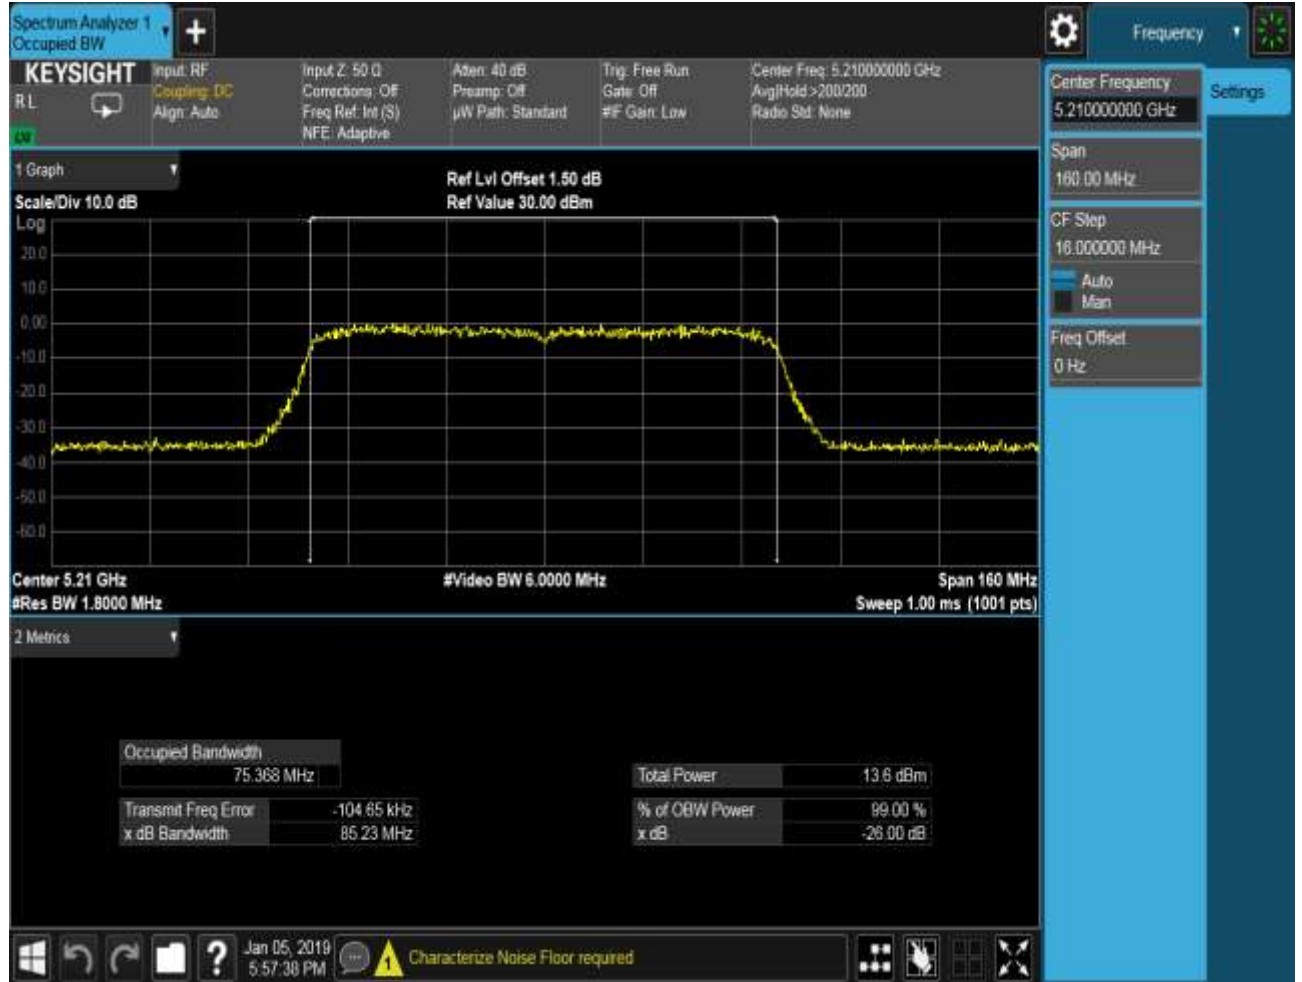 Spectrum Analyzer 1
Occupied BW
Frequency
KEYSIGHT
RL
Input: RF
Coupling: DC
Align: Auto
Input Z: 50 Ω
Corrections: Off
Freq Ref: Int (S)
NFE: Adaptive
Atten: 40 dB
Preamp: Off
µW Path: Standard
Trig: Free Run
Gate: Off
#IF Gain: Low
Center Freq: 5.210000000 GHz
Avg|Hold:>200/200
Radio Std: None
Center Frequency
5.210000000 GHz
Settings
Span
160.00 MHz
CF Step
16.000000 MHz
Auto
Man
Freq Offset
0 Hz
1 Graph
Ref Lvl Offset 1.50 dB
Scale/Div 10.0 dB
Ref Value 30.00 dBm
Log
20.0
10.0
0.00
-10.0
-20.0
-30.0
-40.0
-50.0
-60.0
Center 5.21 GHz
#Video BW 6.0000 MHz
Span 160 MHz
#Res BW 1.8000 MHz
Sweep 1.00 ms (1001 pts)
2 Metrics
Occupied Bandwidth
75.368 MHz
Total Power 13.6 dBm
Transmit Freq Error -104.65 kHz
% of OBW Power 99.00 %
x dB Bandwidth 85.23 MHz
x dB -26.00 dB
?
Jan 05, 2019
5:57:38 PM
1
Characterize Noise Floor required